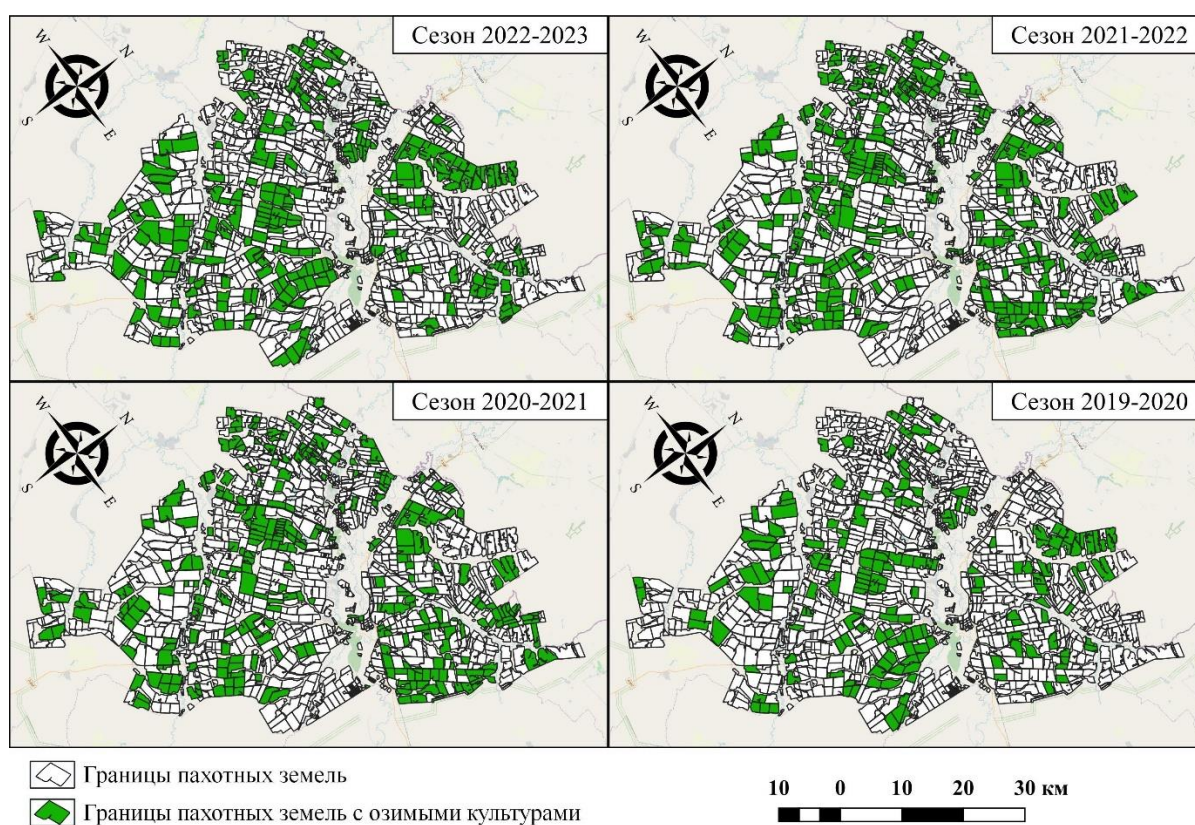 Сезон 2022-2023
W
N
S
E
Сезон 2021-2022
W
N
S
E
Сезон 2020-2021
W
N
S
E
Сезон 2019-2020
W
N
S
E
Границы пахотных земель
Границы пахотных земель с озимыми культурами
10 0 10 20 30 км